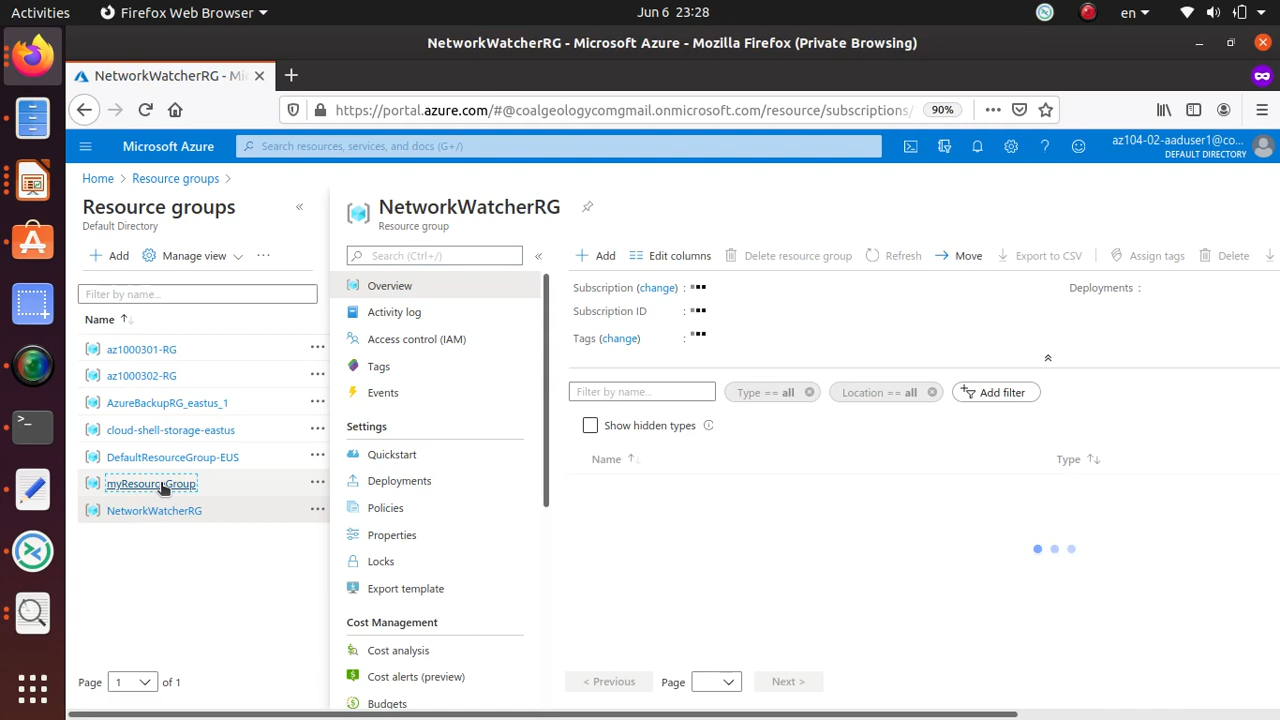 Activities
Firefox Web Browser
Jun 6 23:28
en
NetworkWatcherRG - Microsoft Azure - Mozilla Firefox (Private Browsing)
NetworkWatcherRG - Mi
https://portal.azure.com/#@coalgeologycomgmail.onmicrosoft.com/resource/subscriptions/
90%
Microsoft Azure
Search resources, services, and docs (G+/)
az104-02-aaduser1@co...
DEFAULT DIRECTORY
Home > Resource groups >
Resource groups
Default Directory
Add
Manage view
Filter by name...
Name
az1000301-RG
az1000302-RG
AzureBackupRG_eastus_1
cloud-shell-storage-eastus
DefaultResourceGroup-EUS
myResourceGroup
NetworkWatcherRG
Page 1 of 1
NetworkWatcherRG
Resource group
Search (Ctrl+/)
Overview
Activity log
Access control (IAM)
Tags
Events
Settings
Quickstart
Deployments
Policies
Properties
Locks
Export template
Cost Management
Cost analysis
Cost alerts (preview)
Budgets
Add
Edit columns
Delete resource group
Refresh
Move
Export to CSV
Assign tags
Delete
Subscription (change) :
Deployments :
Subscription ID :
Tags (change) :
Filter by name...
Type == all
Location == all
Add filter
Show hidden types
Name
Type
< Previous
Page
Next >